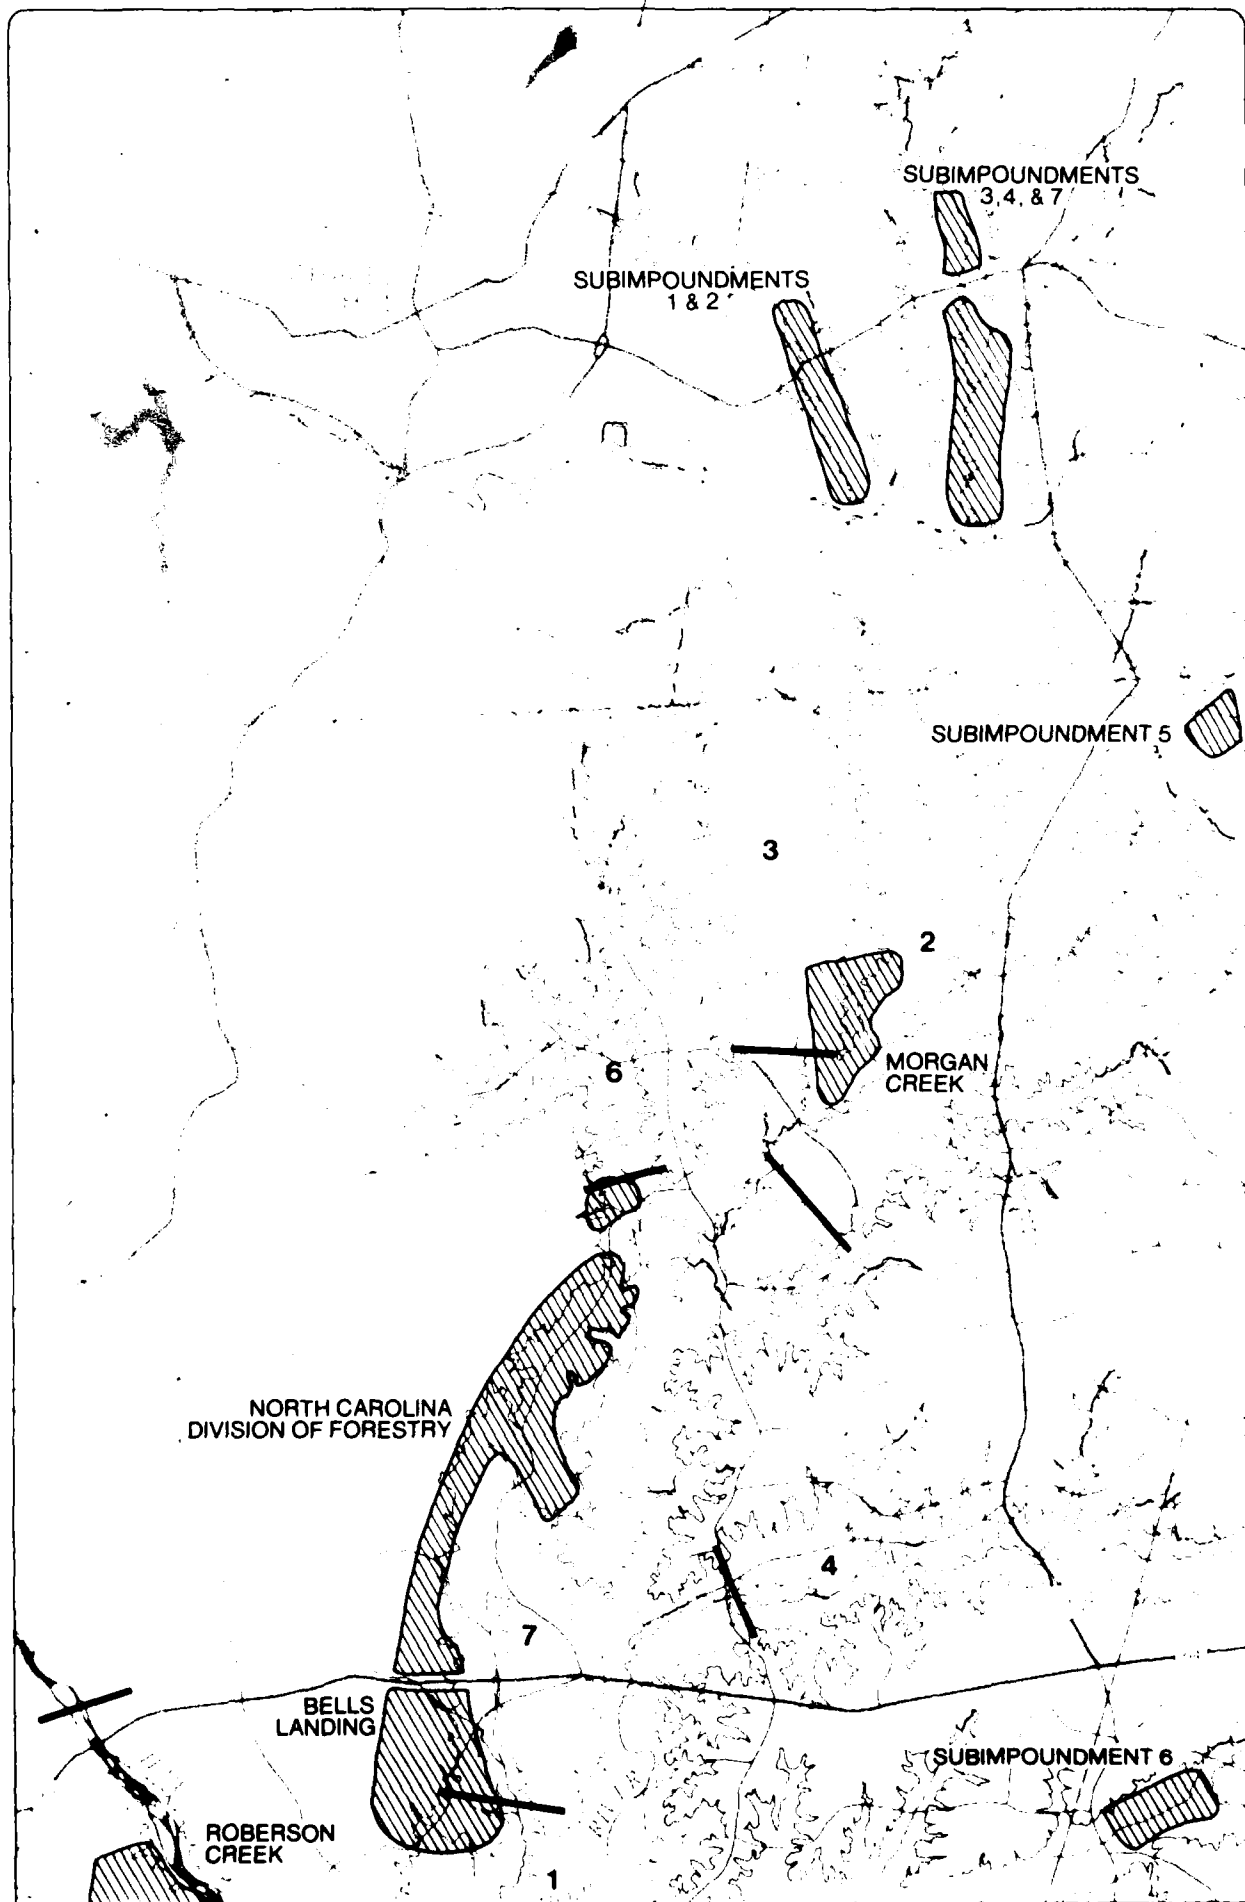 SUBIMPOUNDMENTS
3, 4, & 7
SUBIMPOUNDMENTS
1 & 2
SUBIMPOUNDMENT 5
3
2
MORGAN
CREEK
6
NORTH CAROLINA
DIVISION OF FORESTRY
4
7
BELLS
LANDING
SUBIMPOUNDMENT 6
ROBERSON
CREEK
1